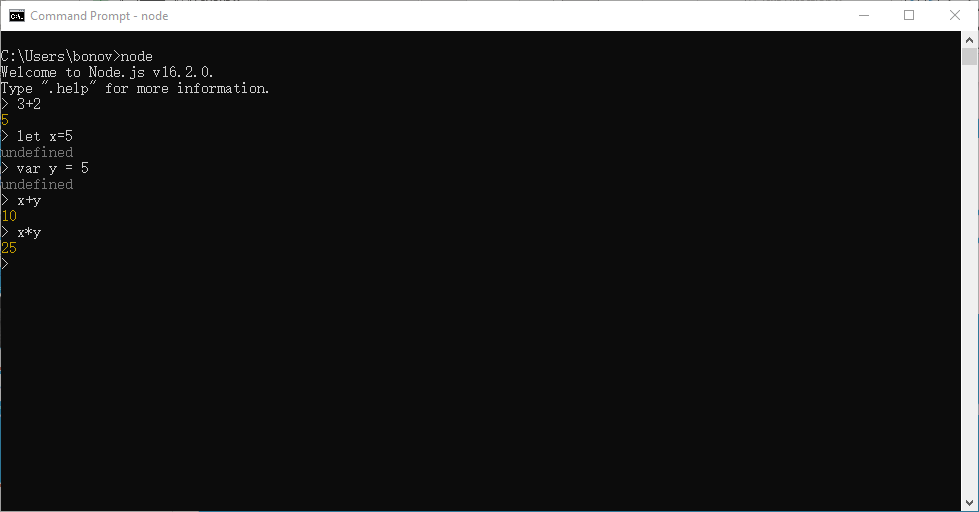 Command Prompt - node
C:\Users\bonov>node
Welcome to Node.js v16.2.0.
Type ".help" for more information.
> 3+2
5
> let x=5
undefined
> var y = 5
undefined
> x+y
10
> x*y
25
>